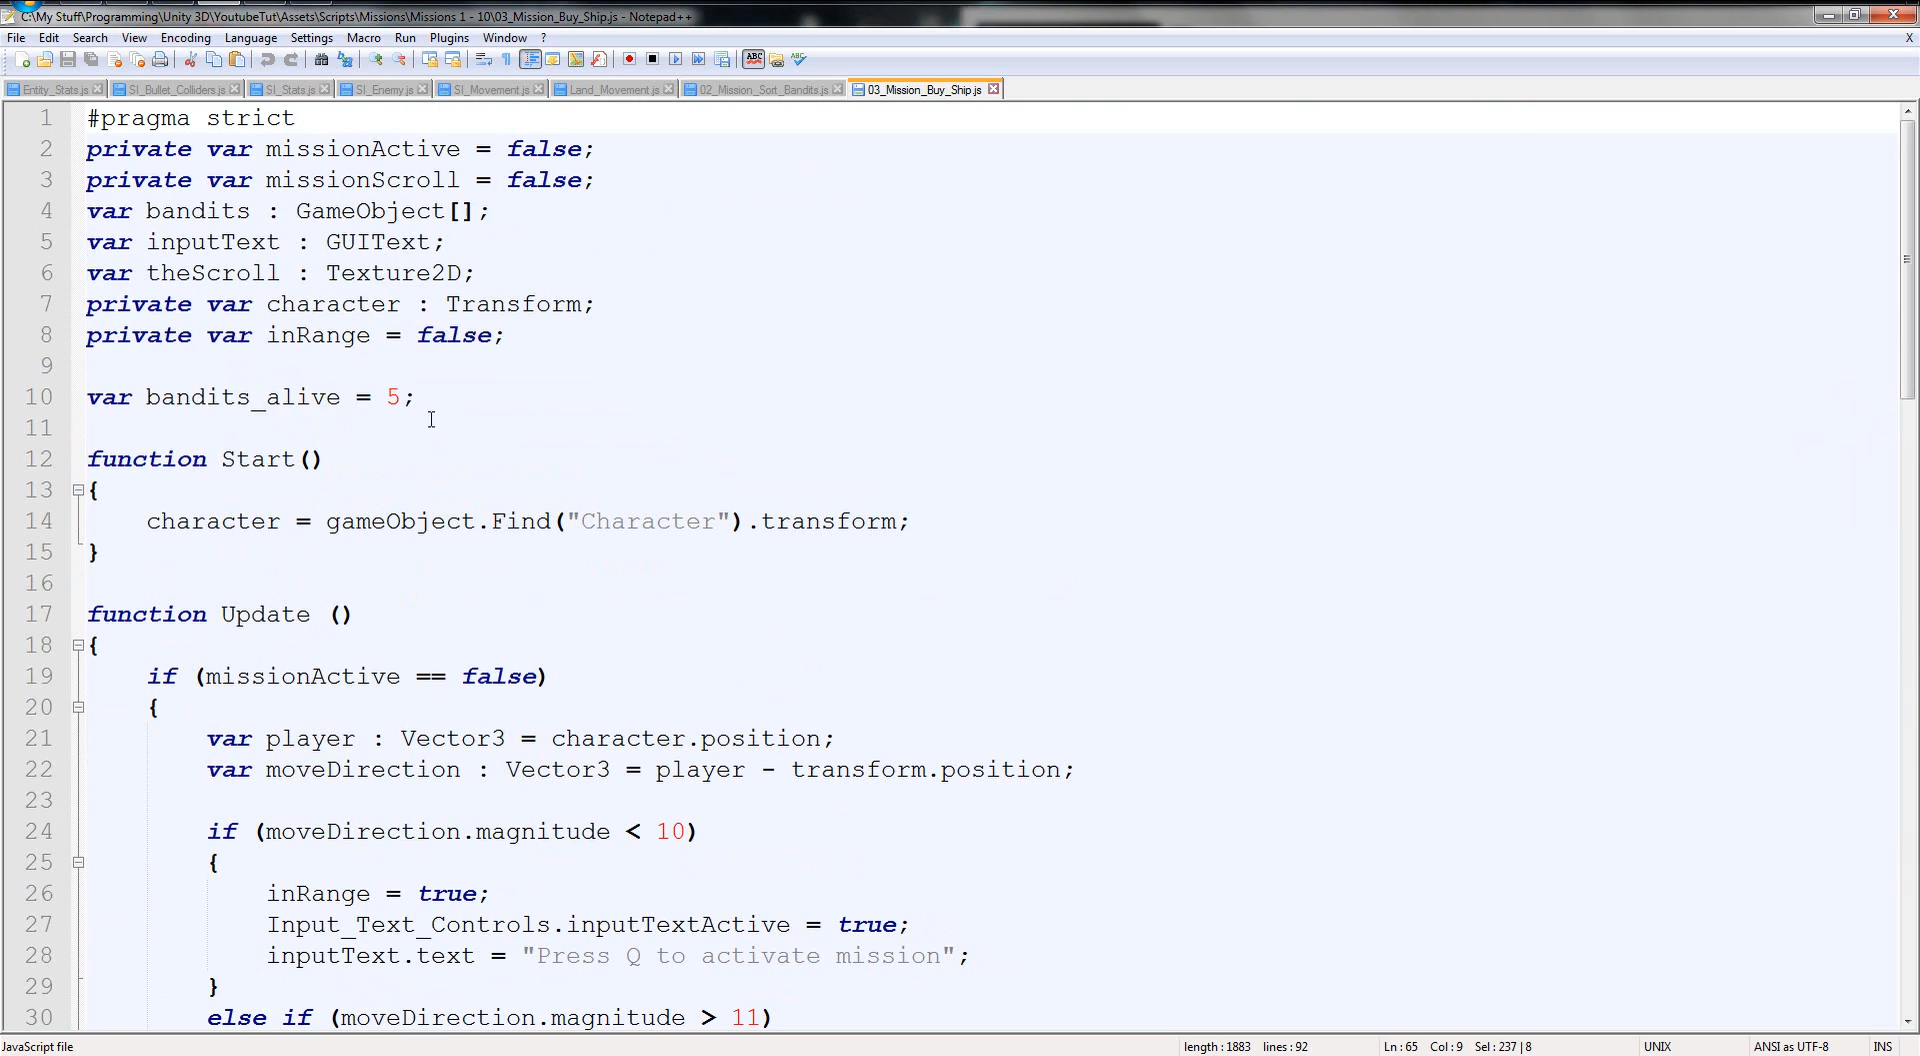 C:\My Stuff\Programming\Unity 3D\YoutubeTut\Assets\Scripts\Missions\Missions 1 - 10\03_Mission_Buy_Ship.js - Notepad++
File Edit Search View Encoding Language Settings Macro Run Plugins Window ? X
Entity_Stats.js SI_Bullet_Colliders.js SI_Stats.js SI_Enemy.js SI_Movement.js Land_Movement.js 02_Mission_Sort_Bandits.js 03_Mission_Buy_Ship.js
1 #pragma strict
2 private var missionActive = false;
3 private var missionScroll = false;
4 var bandits : GameObject[];
5 var inputText : GUIText;
6 var theScroll : Texture2D;
7 private var character : Transform;
8 private var inRange = false;
9
10 var bandits_alive = 5;
11
12 function Start()
13 {
14 character = gameObject.Find("Character").transform;
15 }
16
17 function Update ()
18 {
19 if (missionActive == false)
20 {
21 var player : Vector3 = character.position;
22 var moveDirection : Vector3 = player - transform.position;
23
24 if (moveDirection.magnitude < 10)
25 {
26 inRange = true;
27 Input_Text_Controls.inputTextActive = true;
28 inputText.text = "Press Q to activate mission";
29 }
30 else if (moveDirection.magnitude > 11)
JavaScript file length : 1883 lines : 92 Ln : 65 Col : 9 Sel : 237 | 8 UNIX ANSI as UTF-8 INS